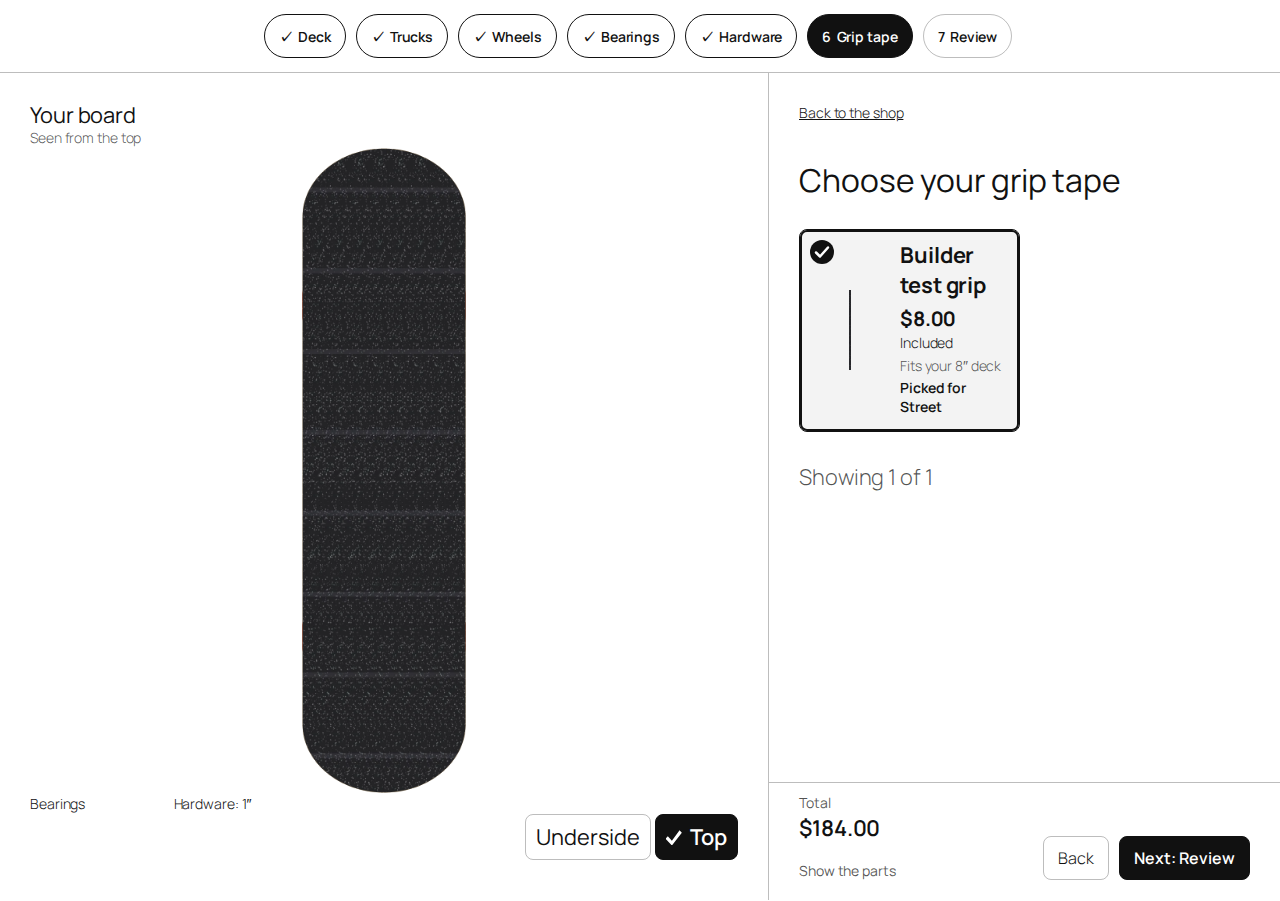 ✓ Deck
✓ Trucks
✓ Wheels
✓ Bearings
✓ Hardware
6 Grip tape
7 Review
Your board
Seen from the top
Bearings
Hardware: 1″
Underside
✓ Top
Back to the shop
Choose your grip tape
Builder
test grip
$8.00
Included
Fits your 8″ deck
Picked for
Street
Showing 1 of 1
Total
$184.00
Show the parts
Back
Next: Review